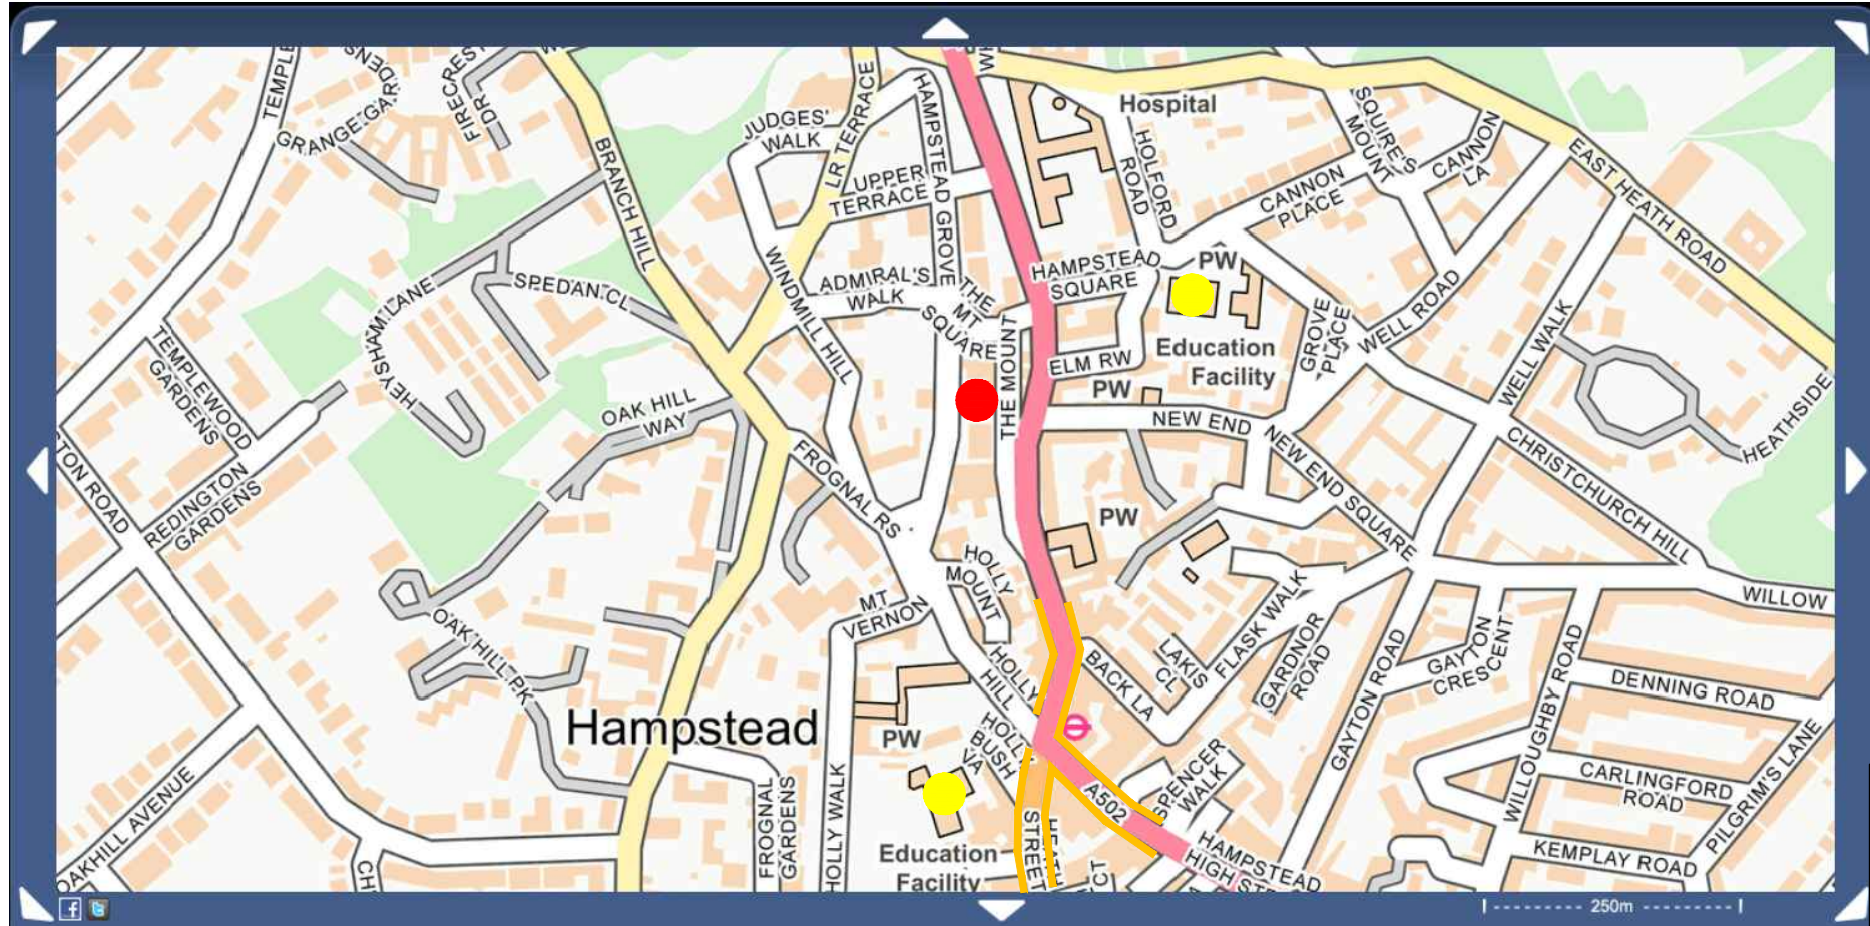 TEMPLE
GRANGE GARDENS
FIRECREST
DR
BRANCH HILL
JUDGES'
WALK
LR TERRACE
HAMPSTEAD GROVE
UPPER
TERRACE
Hospital
HOLFORD
ROAD
SQUIRE'S
MOUNT
CANNON
LA
CANNON
PLACE
EAST HEATH ROAD
HEYSHAM LANE
SPEDAN CL
WINDMILL HILL
ADMIRAL'S
WALK
THE
MT
SQUARE
THE MOUNT
HAMPSTEAD
SQUARE
PW
ELM RW
Education
Facility
GROVE
PLACE
WELL ROAD
WELL WALK
HEATHSIDE
TEMPLEWOOD
GARDENS
OAK HILL
WAY
PW
NEW END
NEW END SQUARE
CHRISTCHURCH HILL
TON ROAD
REDINGTON
GARDENS
FROGNAL RS
PW
HOLLY
MOUNT
MT
VERNON
OAK HILL PK
HOLLY
HILL
BACK LA
LAKIS
CL
FLASK WALK
GARDNOR
ROAD
GAYTON ROAD
GAYTON
CRESCENT
WILLOUGHBY ROAD
WILLOW
DENNING ROAD
Hampstead
PW
HOLLY
BUSH
VA
A502
SPENCER
WALK
CARLINGFORD
ROAD
PILGRIM'S LANE
OAKHILL AVENUE
FROGNAL
GARDENS
HOLLY WALK
Education
Facility
HEATH
STREET
CT
HAMPSTEAD
HIGH ST
KEMPLAY ROAD
CH
250m